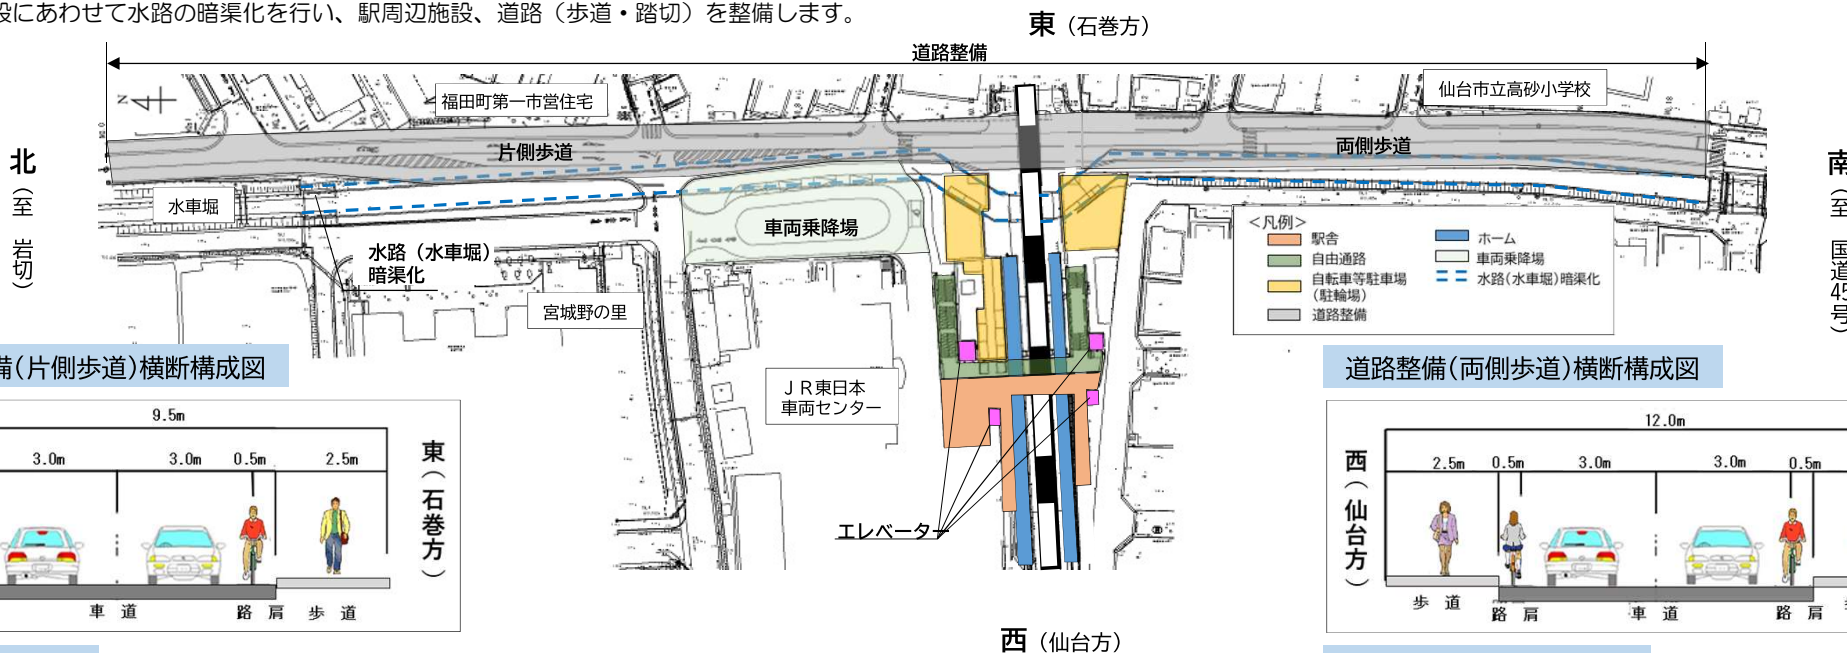 設にあわせて水路の暗渠化を行い、駅周辺施設、道路（歩道・踏切）を整備します。
東（石巻方）
道路整備
N
福田町第一市営住宅
仙台市立高砂小学校
片側歩道
両側歩道
北（至 岩切）
南（至 国道45号）
水車堀
車両乗降場
水路（水車堀）
暗渠化
宮城野の里
ＪＲ東日本
車両センター
エレベーター
＜凡例＞
駅舎
自由通路
自転車等駐車場
（駐輪場）
道路整備
ホーム
車両乗降場
水路(水車堀)暗渠化
備(片側歩道)横断構成図
9.5m
3.0m 3.0m 0.5m 2.5m
東（石巻方）
車道 路肩 歩道
道路整備(両側歩道)横断構成図
12.0m
2.5m 0.5m 3.0m 3.0m 0.5m
西（仙台方）
歩道 路肩 車道 路肩
西（仙台方）